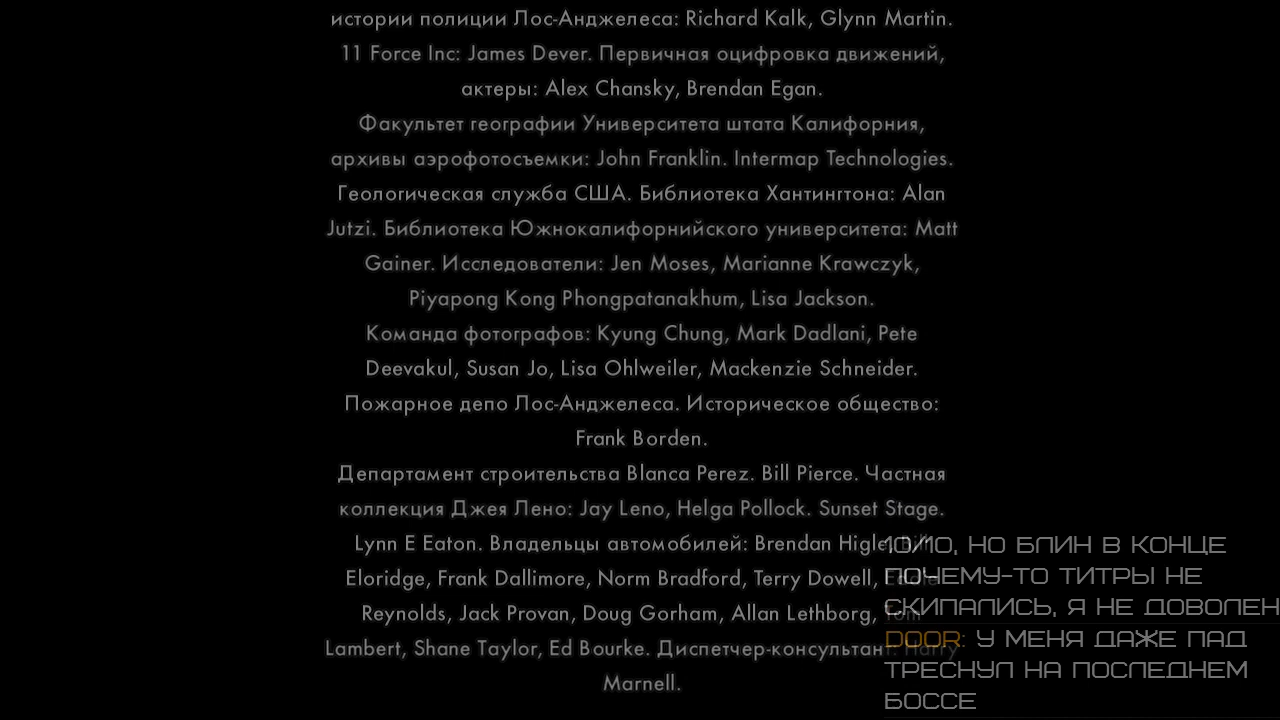 истории полиции Лос-Анджелеса: Richard Kalk, Glynn Martin.
11 Force Inc: James Dever. Первичная оцифровка движений,
актеры: Alex Chansky, Brendan Egan.
Факультет географии Университета штата Калифорния,
архивы аэрофотосъемки: John Franklin. Intermap Technologies.
Геологическая служба США. Библиотека Хантингтона: Alan
Jutzi. Библиотека Южнокалифорнийского университета: Matt
Gainer. Исследователи: Jen Moses, Marianne Krawczyk,
Piyapong Kong Phongpatanakhum, Lisa Jackson.
Команда фотографов: Kyung Chung, Mark Dadlani, Pete
Deevakul, Susan Jo, Lisa Ohlweiler, Mackenzie Schneider.
Пожарное депо Лос-Анджелеса. Историческое общество:
Frank Borden.
Департамент строительства Blanca Perez. Bill Pierce. Частная
коллекция Джея Лено: Jay Leno, Helga Pollock. Sunset Stage.
Lynn E Eaton. Владельцы автомобилей: Brendan Higle, Bill
Eloridge, Frank Dallimore, Norm Bradford, Terry Dowell, Eddie
Reynolds, Jack Provan, Doug Gorham, Allan Lethborg, Tom
Lambert, Shane Taylor, Ed Bourke. Диспетчер-консультант: Harry
Marnell.
10/10, НО БЛИН В КОНЦЕ
ПОЧЕМУ-ТО ТИТРЫ НЕ
СКИПАЛИСЬ, Я НЕ ДОВОЛЕН
DOOR: У МЕНЯ ДАЖЕ ПАД
ТРЕСНУЛ НА ПОСЛЕДНЕМ
БОССЕ